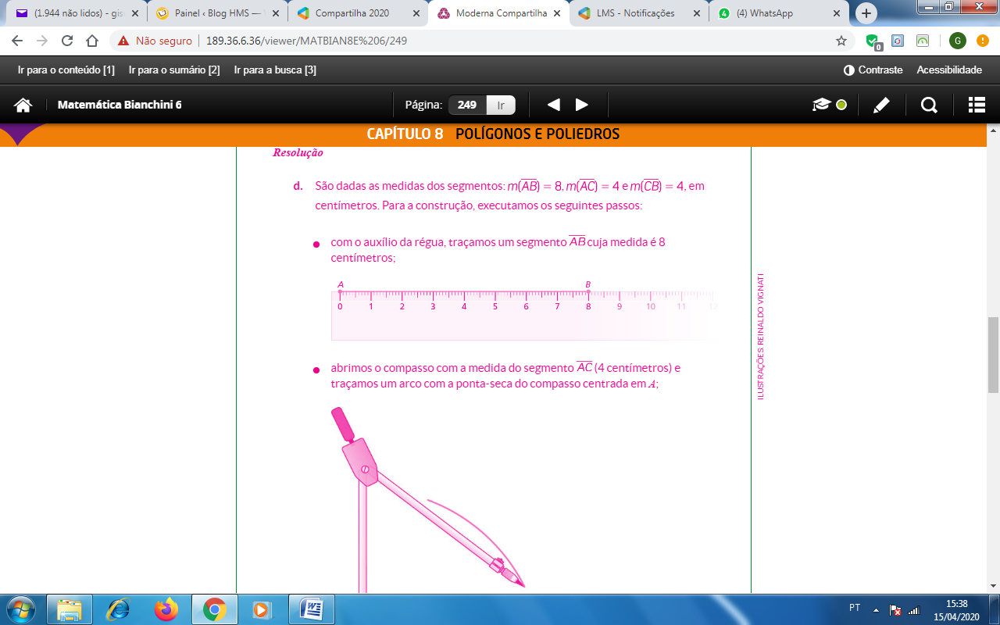 (1.944 não lidos) - gis
Painel ‹ Blog HMS —
Compartilha 2020
Moderna Compartilha
LMS - Notificações
(4) WhatsApp
Não seguro
189.36.6.36/viewer/MATBIAN8E%206/249
0
G
Ir para o conteúdo [1]
Ir para o sumário [2]
Ir para a busca [3]
Contraste
Acessibilidade
Matemática Bianchini 6
Página:
249
Ir
CAPÍTULO 8 POLÍGONOS E POLIEDROS
Resolução
d. São dadas as medidas dos segmentos: m(AB) = 8, m(AC) = 4 e m(CB) = 4, em
centímetros. Para a construção, executamos os seguintes passos:
• com o auxílio da régua, traçamos um segmento AB cuja medida é 8
centímetros;
A B
0 1 2 3 4 5 6 7 8 9 10 11 12
• abrimos o compasso com a medida do segmento AC (4 centímetros) e
traçamos um arco com a ponta-seca do compasso centrada em A;
ILUSTRAÇÕES: REINALDO VIGNATI
PT
15:38
15/04/2020